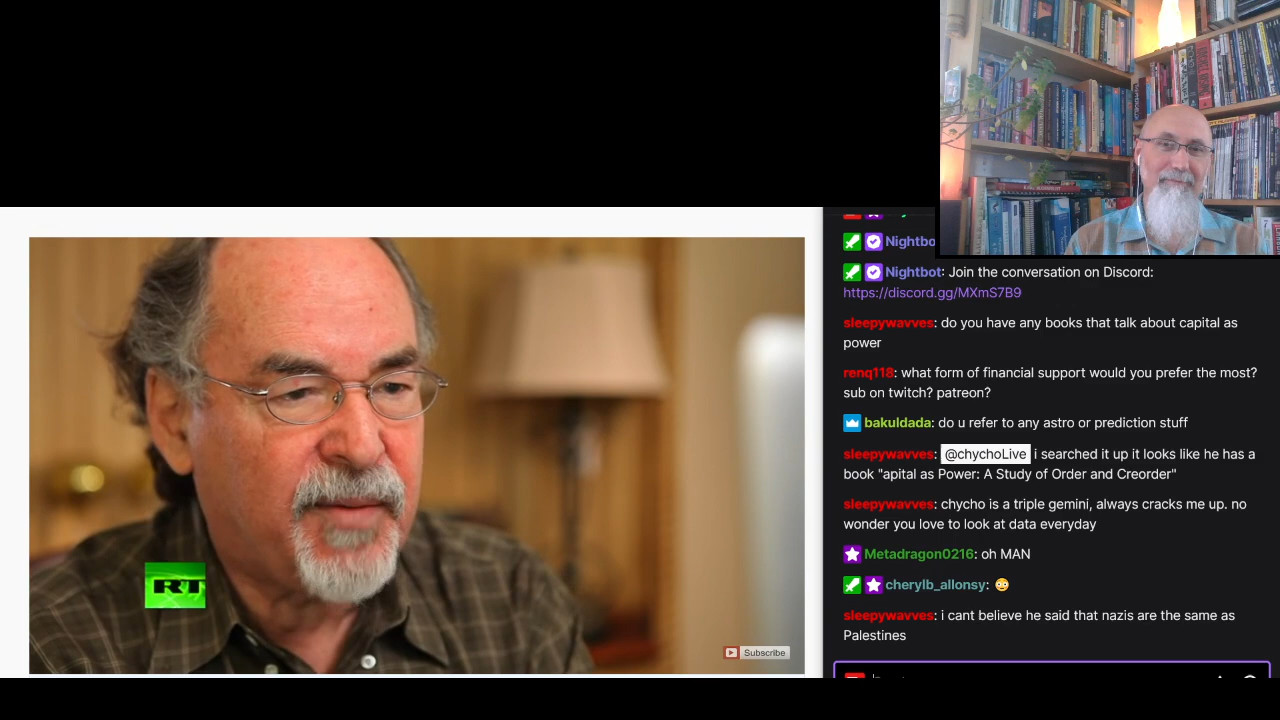 Nightbo
Nightbot: Join the conversation on Discord:
https://discord.gg/MXmS7B9
sleepywavves: do you have any books that talk about capital as
power
renq118: what form of financial support would you prefer the most?
sub on twitch? patreon?
bakuldada: do u refer to any astro or prediction stuff
sleepywavves: @chychoLive i searched it up it looks like he has a
book "apital as Power: A Study of Order and Creorder"
sleepywavves: chycho is a triple gemini, always cracks me up. no
wonder you love to look at data everyday
Metadragon0216: oh MAN
cherylb_allonsy: 😳
sleepywavves: i cant believe he said that nazis are the same as
Palestines
RT
Subscribe